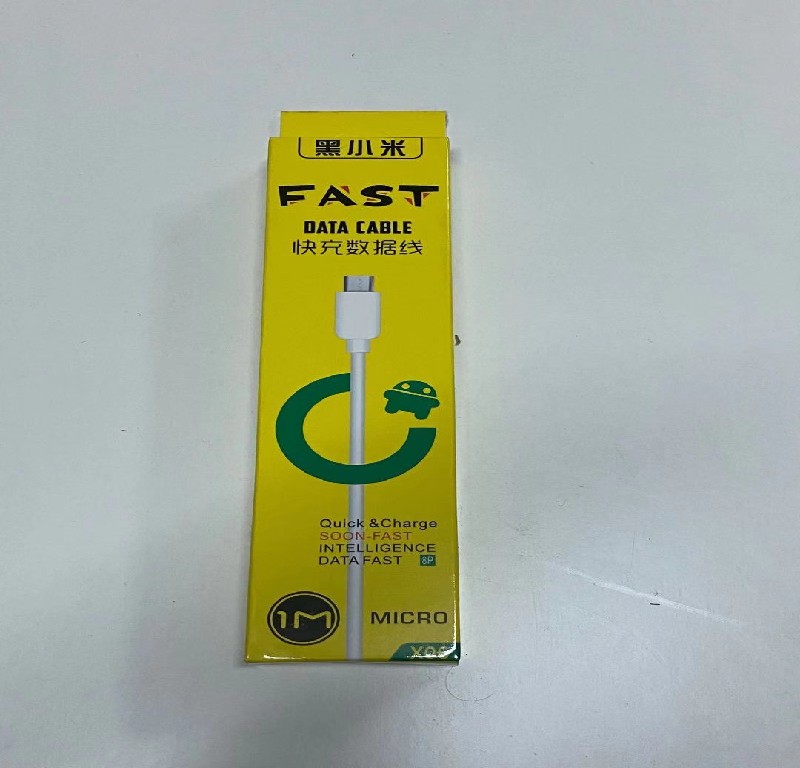 黑小米
FAST
DATA CABLE
快充数据线
Quick &Charge
SOON-FAST
INTELLIGENCE
DATA FAST 8P
1M
MICRO